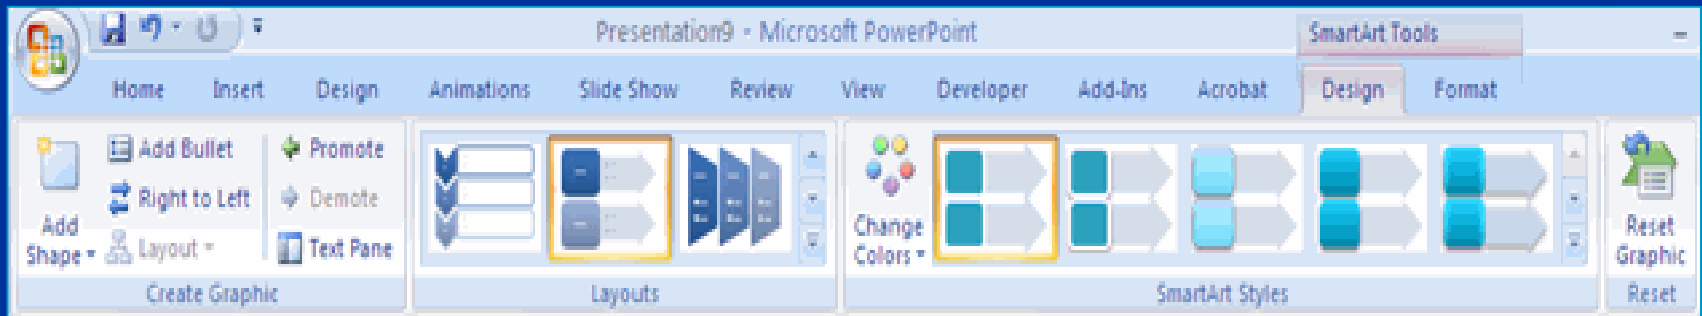 Presentation9 - Microsoft PowerPoint
SmartArt Tools
Home Insert Design Animations Slide Show Review View Developer Add-Ins Acrobat Design Format
Add Shape
Add Bullet
Right to Left
Layout
Promote
Demote
Text Pane
Change Colors
Reset Graphic
Create Graphic
Layouts
SmartArt Styles
Reset